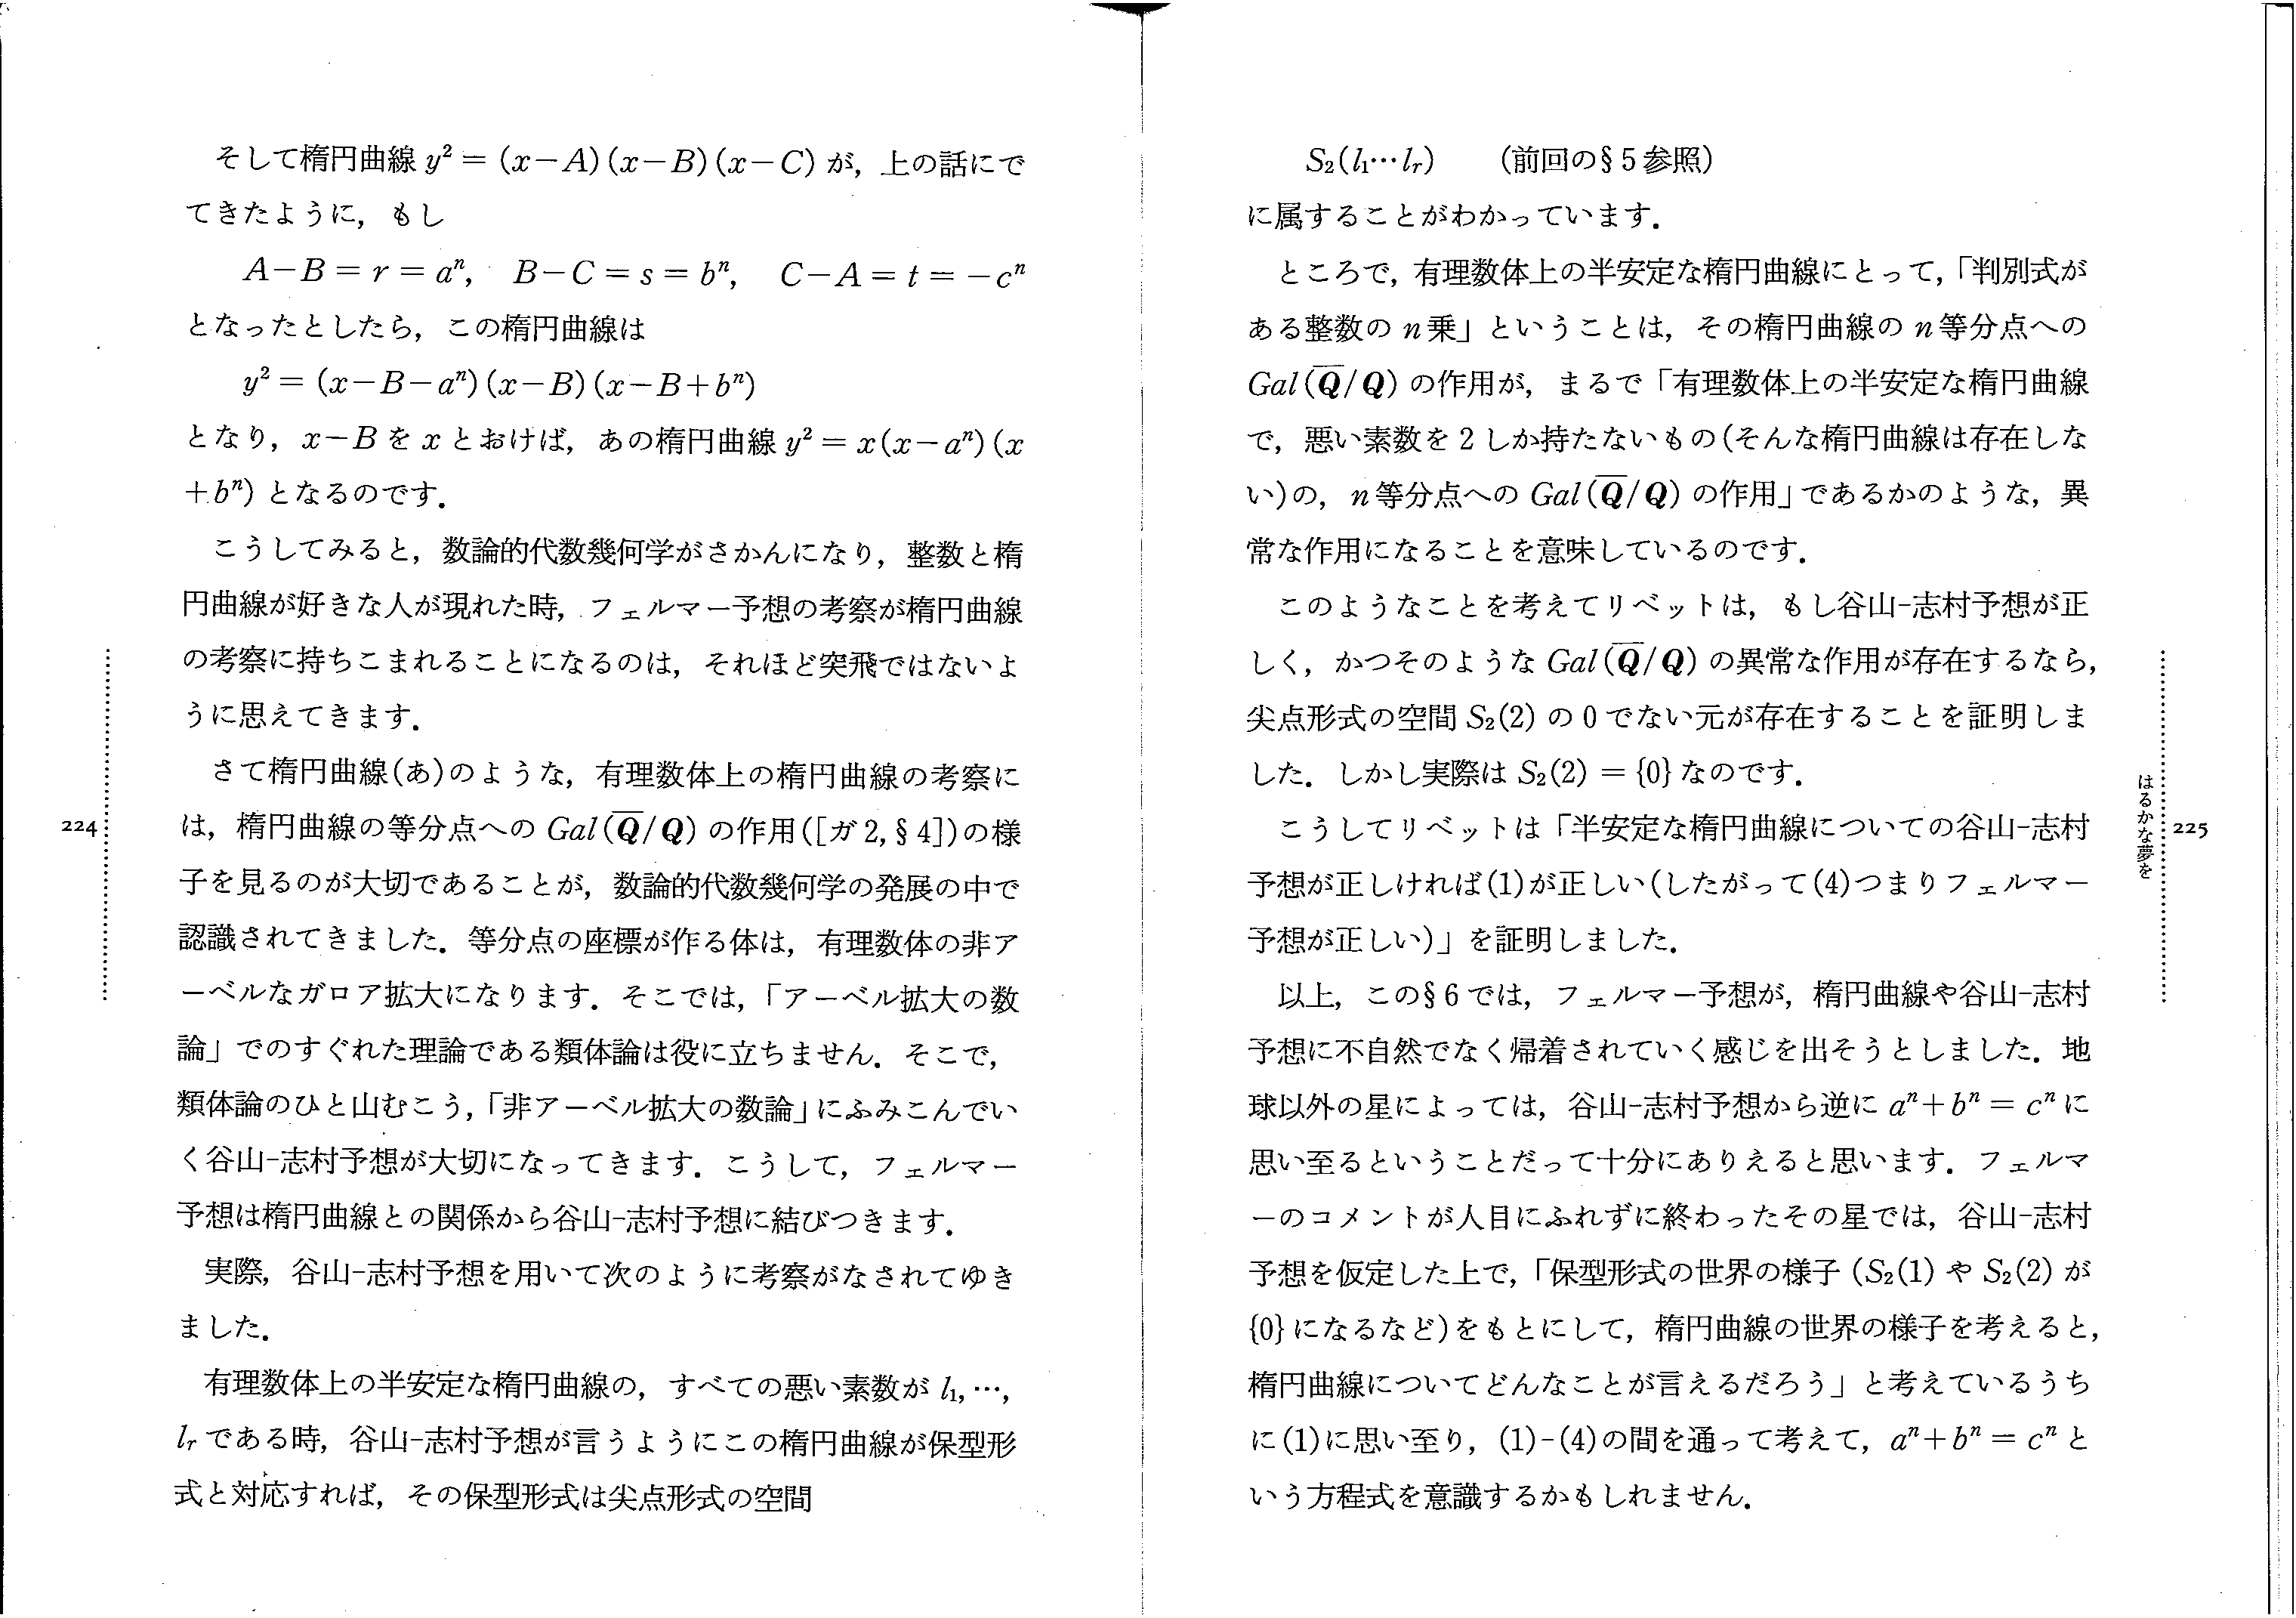 そして楕円曲線 y² = (x−A)(x−B)(x−C) が，上の話にで
てきたように，もし
A−B = r = aⁿ,　B−C = s = bⁿ,　C−A = t = −cⁿ
となったとしたら，この楕円曲線は
y² = (x−B−aⁿ)(x−B)(x−B+bⁿ)
となり，x−B を x とおけば，あの楕円曲線 y² = x(x−aⁿ)(x
+bⁿ) となるのです．
こうしてみると，数論的代数幾何学がさかんになり，整数と楕
円曲線が好きな人が現れた時，フェルマー予想の考察が楕円曲線
の考察に持ちこまれることになるのは，それほど突飛ではないよ
うに思えてきます．
さて楕円曲線(あ)のような，有理数体上の楕円曲線の考察に
は，楕円曲線の等分点への Gal(Q̅/Q) の作用([ガ2, §4])の様
子を見るのが大切であることが，数論的代数幾何学の発展の中で
認識されてきました．等分点の座標が作る体は，有理数体の非ア
ーベルなガロア拡大になります．そこでは，「アーベル拡大の数
論」でのすぐれた理論である類体論は役に立ちません．そこで，
類体論のひと山むこう，「非アーベル拡大の数論」にふみこんでい
く谷山-志村予想が大切になってきます．こうして，フェルマー
予想は楕円曲線との関係から谷山-志村予想に結びつきます．
実際，谷山-志村予想を用いて次のように考察がなされてゆき
ました．
有理数体上の半安定な楕円曲線の，すべての悪い素数が l₁, …,
lᵣ である時，谷山-志村予想が言うようにこの楕円曲線が保型形
式と対応すれば，その保型形式は尖点形式の空間
224
S₂(l₁…lᵣ)　　(前回の§5参照)
に属することがわかっています．
ところで，有理数体上の半安定な楕円曲線にとって，「判別式が
ある整数の n 乗」ということは，その楕円曲線の n 等分点への
Gal(Q̅/Q) の作用が，まるで「有理数体上の半安定な楕円曲線
で，悪い素数を2しか持たないもの(そんな楕円曲線は存在しな
い)の，n 等分点への Gal(Q̅/Q) の作用」であるかのような，異
常な作用になることを意味しているのです．
このようなことを考えてリベットは，もし谷山-志村予想が正
しく，かつそのような Gal(Q̅/Q) の異常な作用が存在するなら，
尖点形式の空間 S₂(2) の0でない元が存在することを証明しま
した．しかし実際は S₂(2) = {0} なのです．
こうしてリベットは「半安定な楕円曲線についての谷山-志村
予想が正しければ(1)が正しい(したがって(4)つまりフェルマー
予想が正しい)」を証明しました．
以上，この§6では，フェルマー予想が，楕円曲線や谷山-志村
予想に不自然でなく帰着されていく感じを出そうとしました．地
球以外の星によっては，谷山-志村予想から逆に aⁿ+bⁿ = cⁿ に
思い至るということだって十分にありえると思います．フェルマ
ーのコメントが人目にふれずに終わったその星では，谷山-志村
予想を仮定した上で，「保型形式の世界の様子 (S₂(1) や S₂(2) が
{0} になるなど)をもとにして，楕円曲線の世界の様子を考えると，
楕円曲線についてどんなことが言えるだろう」と考えているうち
に(1)に思い至り，(1)-(4)の間を通って考えて，aⁿ+bⁿ = cⁿ と
いう方程式を意識するかもしれません．
はるかな夢を
225